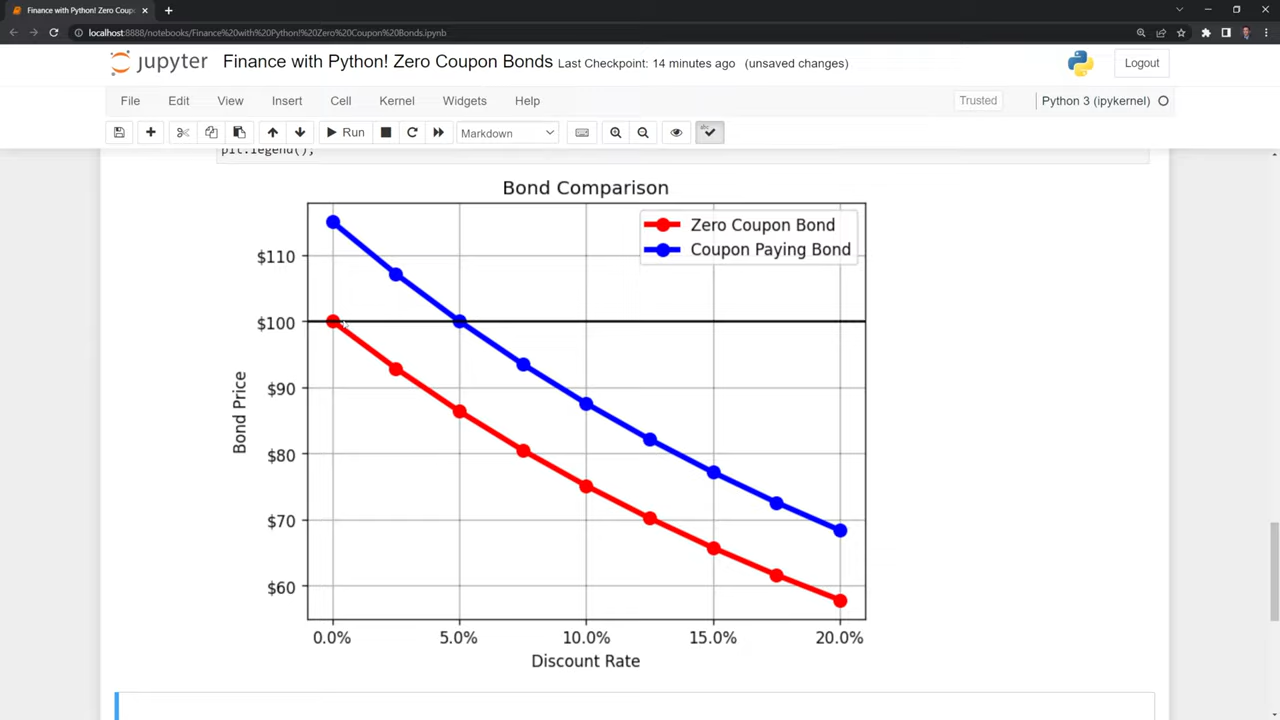 Finance with Python! Zero Coupo
localhost:8888/notebooks/Finance%20with%20Python!%20Zero%20Coupon%20Bonds.ipynb
jupyter Finance with Python! Zero Coupon Bonds Last Checkpoint: 14 minutes ago (unsaved changes) Logout
File Edit View Insert Cell Kernel Widgets Help Trusted Python 3 (ipykernel)
Run Markdown
plt.legend();
Bond Comparison
Zero Coupon Bond
Coupon Paying Bond
$110
$100
$90
$80
$70
$60
Bond Price
0.0% 5.0% 10.0% 15.0% 20.0%
Discount Rate